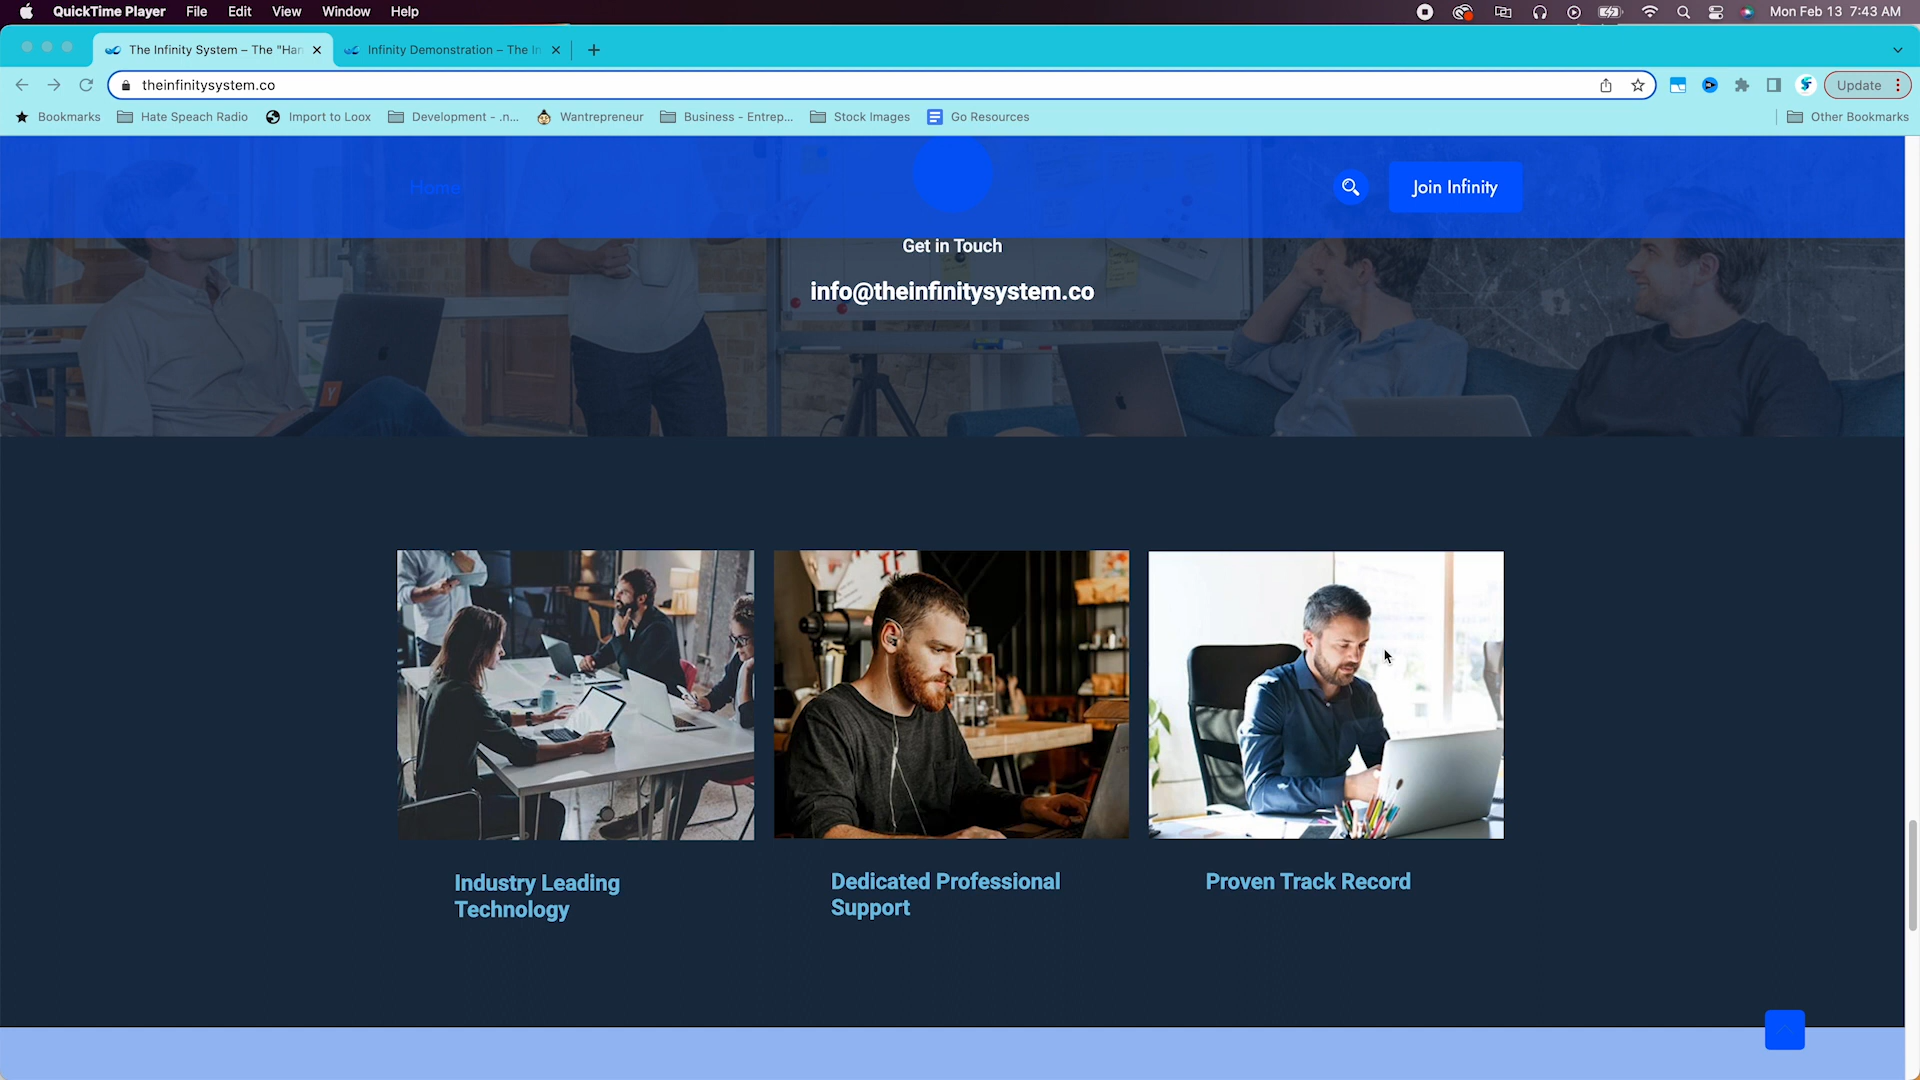 QuickTime Player File Edit View Window Help Mon Feb 13 7:43 AM
The Infinity System – The "Han Infinity Demonstration – The In
theinfinitysystem.co Update
Bookmarks Hate Speach Radio Import to Loox Development - .n... Wantrepreneur Business - Entrep... Stock Images Go Resources Other Bookmarks
Home Join Infinity
Get in Touch
info@theinfinitysystem.co
Industry Leading
Technology
Dedicated Professional
Support
Proven Track Record